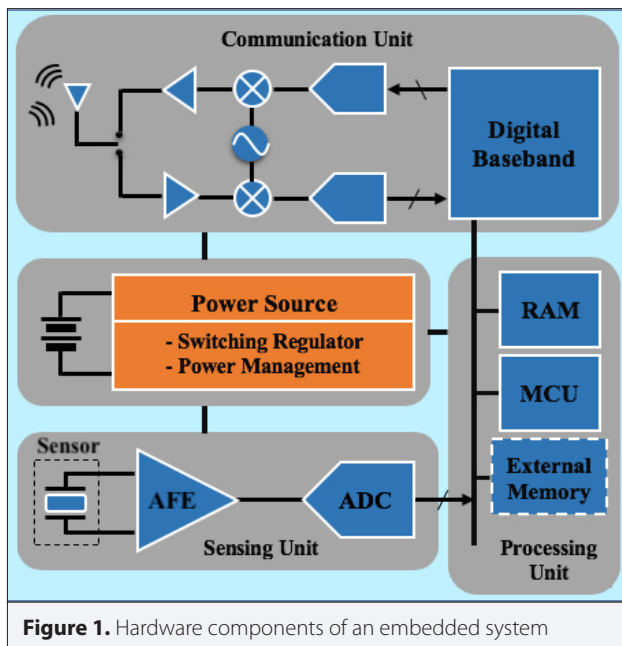 Communication Unit
Digital
Baseband
Power Source
- Switching Regulator
- Power Management
RAM
MCU
External
Memory
Processing
Unit
Sensor
AFE
ADC
Sensing Unit
Figure 1. Hardware components of an embedded system